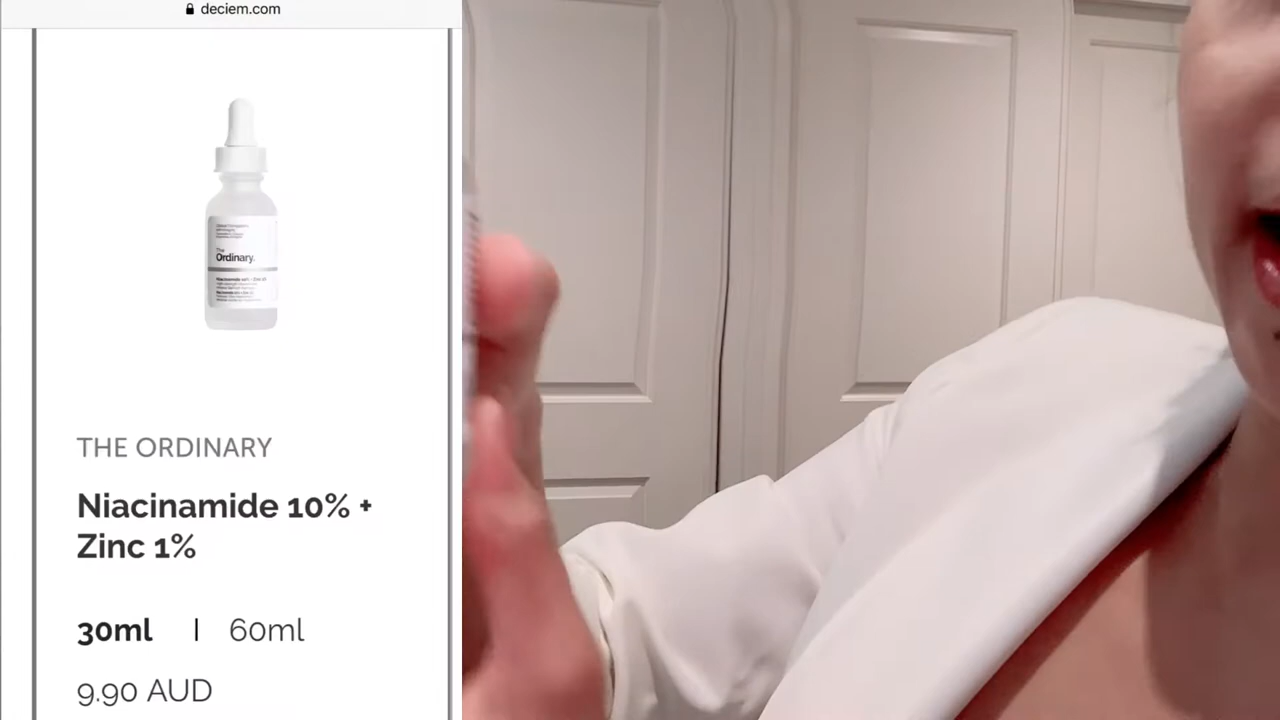 deciem.com
The
Ordinary.
THE ORDINARY
Niacinamide 10% +
Zinc 1%
30ml | 60ml
9.90 AUD